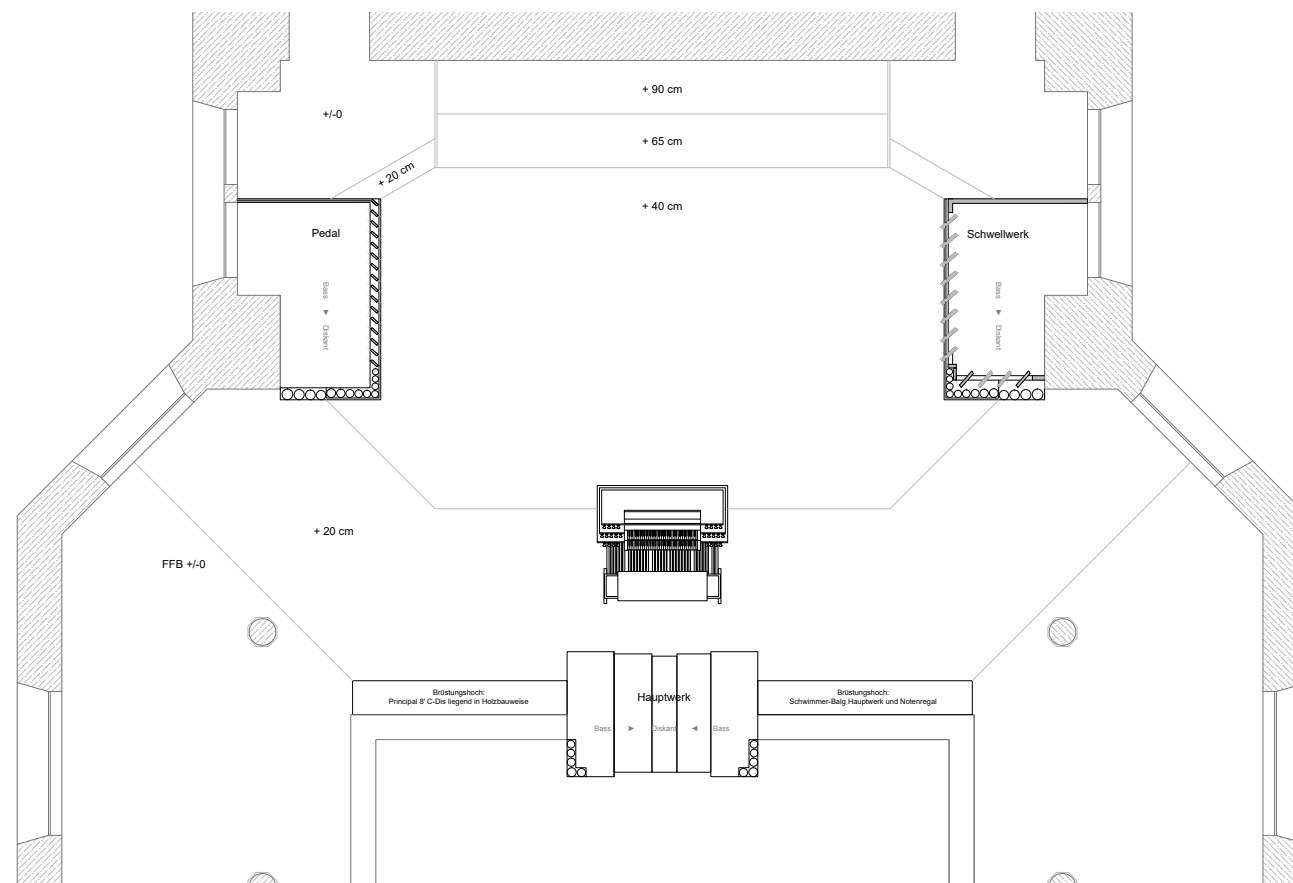 + 90 cm
+/-0
+ 65 cm
+ 20 cm
+ 40 cm
Pedal
Schwellwerk
Bass ▼ Diskant
Bass ▼ Diskant
+ 20 cm
FFB +/-0
Brüstungshoch:
Principal 8' C-Dis liegend in Holzbauweise
Hauptwerk
Brüstungshoch:
Schwimmer-Balg Hauptwerk und Notenregal
Bass ► Diskant ◄ Bass